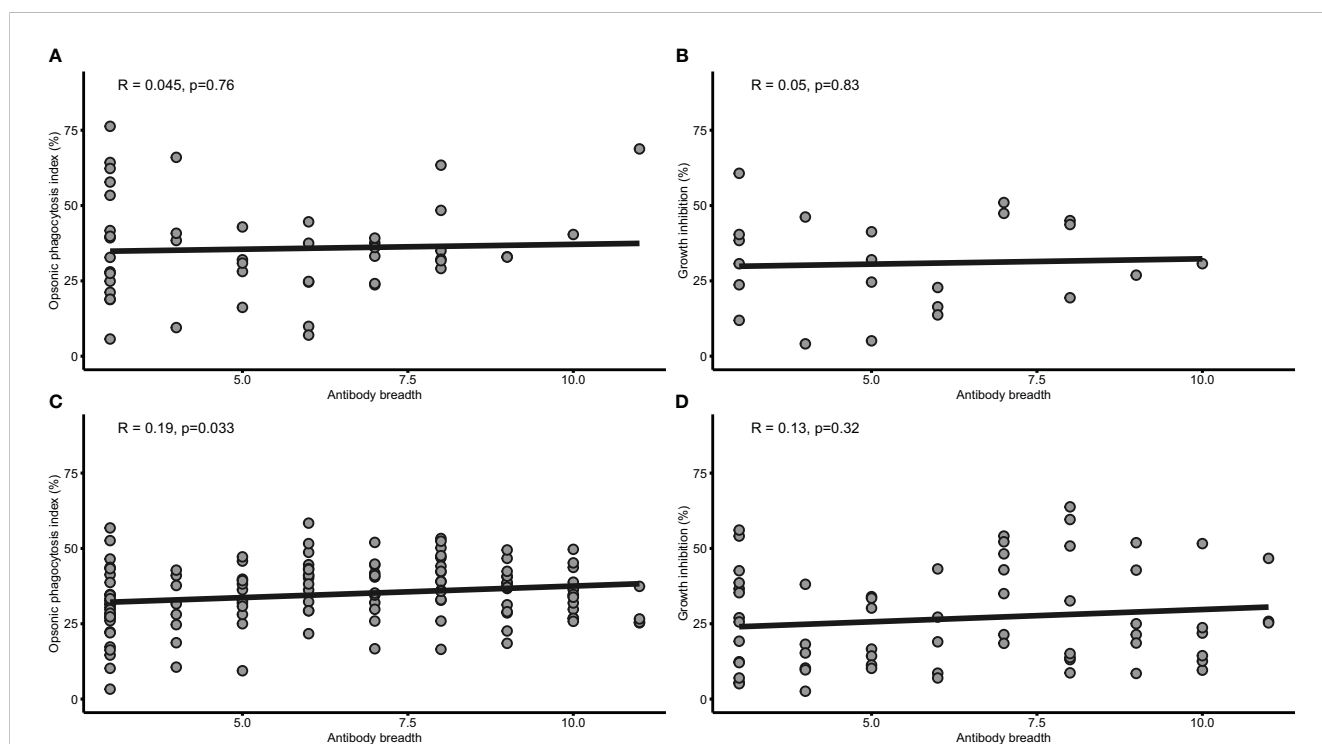 A
R = 0.045, p=0.76
Opsonic phagocytosis index (%)
75
50
25
0
5.0
7.5
10.0
Antibody breadth
B
R = 0.05, p=0.83
Growth inhibition (%)
75
50
25
0
5.0
7.5
10.0
Antibody breadth
C
R = 0.19, p=0.033
Opsonic phagocytosis index (%)
75
50
25
0
5.0
7.5
10.0
Antibody breadth
D
R = 0.13, p=0.32
Growth inhibition (%)
75
50
25
0
5.0
7.5
10.0
Antibody breadth